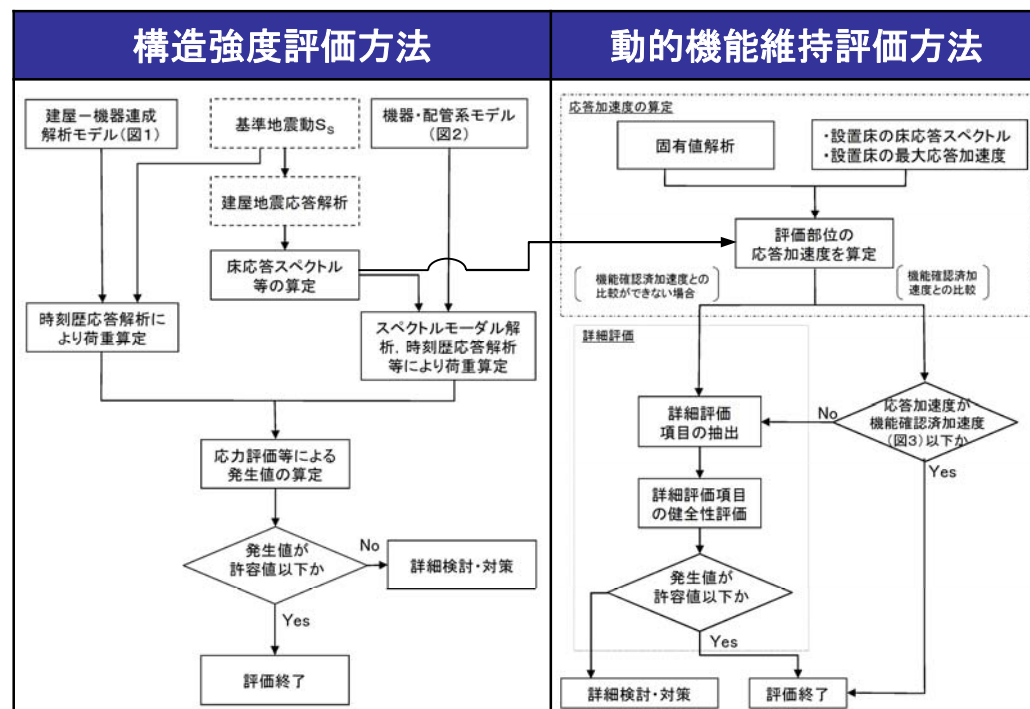 構造強度評価方法
建屋－機器連成
解析モデル(図1)
基準地震動Ss
機器・配管系モデル
(図2)
建屋地震応答解析
床応答スペクトル
等の算定
時刻歴応答解析に
より荷重算定
スペクトルモーダル解
析，時刻歴応答解析
等により荷重算定
応力評価等による
発生値の算定
発生値が
許容値以下か
No
詳細検討・対策
Yes
評価終了
動的機能維持評価方法
応答加速度の算定
固有値解析
・設置床の床応答スペクトル
・設置床の最大応答加速度
評価部位の
応答加速度を算定
機能確認済加速度との
比較ができない場合
機能確認済加
速度との比較
詳細評価
詳細評価
項目の抽出
No
応答加速度が
機能確認済加速度
(図3)以下か
Yes
詳細評価項目
の健全性評価
発生値が
許容値以下か
Yes
詳細検討・対策
評価終了